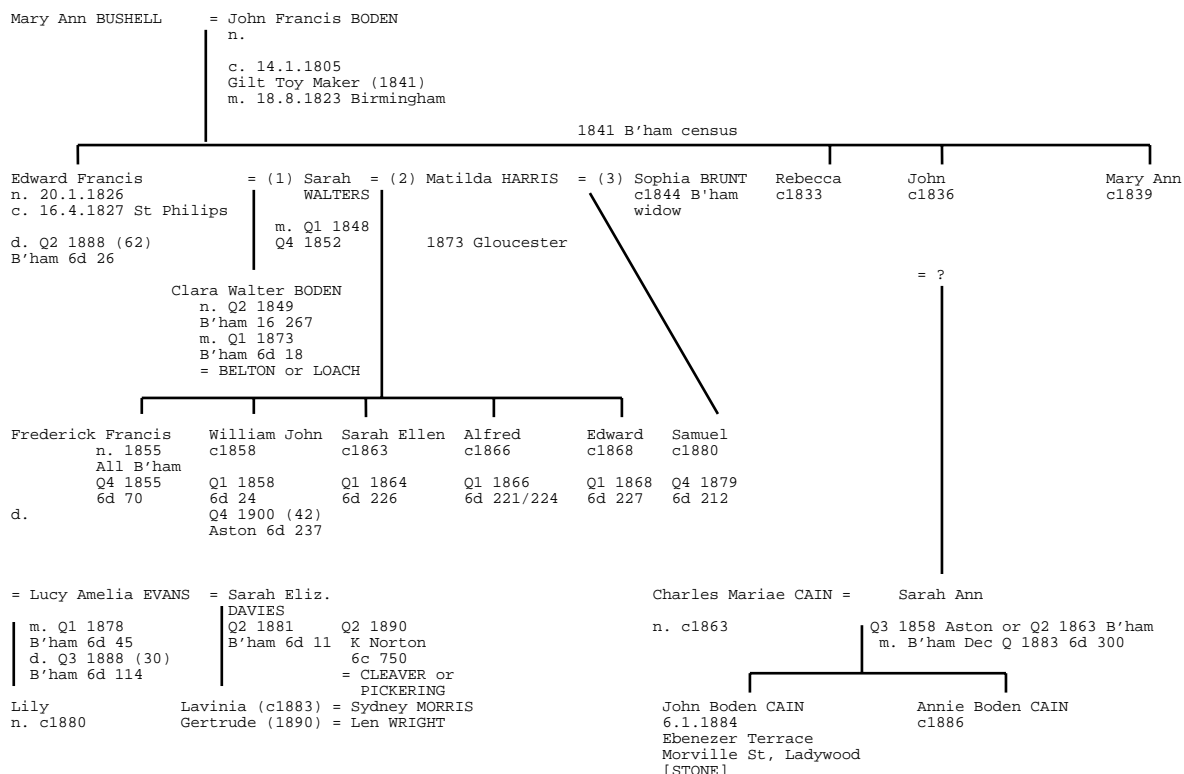 Mary Ann BUSHELL = John Francis BODEN
n.
c. 14.1.1805
Gilt Toy Maker (1841)
m. 18.8.1823 Birmingham
1841 B'ham census
Edward Francis = (1) Sarah = (2) Matilda HARRIS = (3) Sophia BRUNT Rebecca John Mary Ann
n. 20.1.1826 WALTERS c1844 B'ham c1833 c1836 c1839
c. 16.4.1827 St Philips widow
m. Q1 1848
d. Q2 1888 (62) Q4 1852 1873 Gloucester
B'ham 6d 26
= ?
Clara Walter BODEN
n. Q2 1849
B'ham 16 267
m. Q1 1873
B'ham 6d 18
= BELTON or LOACH
Frederick Francis William John Sarah Ellen Alfred Edward Samuel
n. 1855 c1858 c1863 c1866 c1868 c1880
All B'ham
Q4 1855 Q1 1858 Q1 1864 Q1 1866 Q1 1868 Q4 1879
6d 70 6d 24 6d 226 6d 221/224 6d 227 6d 212
d. Q4 1900 (42)
Aston 6d 237
= Lucy Amelia EVANS = Sarah Eliz. Charles Mariae CAIN = Sarah Ann
DAVIES
m. Q1 1878 Q2 1881 Q2 1890 n. c1863 Q3 1858 Aston or Q2 1863 B'ham
B'ham 6d 45 B'ham 6d 11 K Norton m. B'ham Dec Q 1883 6d 300
d. Q3 1888 (30) 6c 750
B'ham 6d 114 = CLEAVER or
PICKERING
Lily Lavinia (c1883) = Sydney MORRIS John Boden CAIN Annie Boden CAIN
n. c1880 Gertrude (1890) = Len WRIGHT 6.1.1884 c1886
Ebenezer Terrace
Morville St, Ladywood
[STONE]